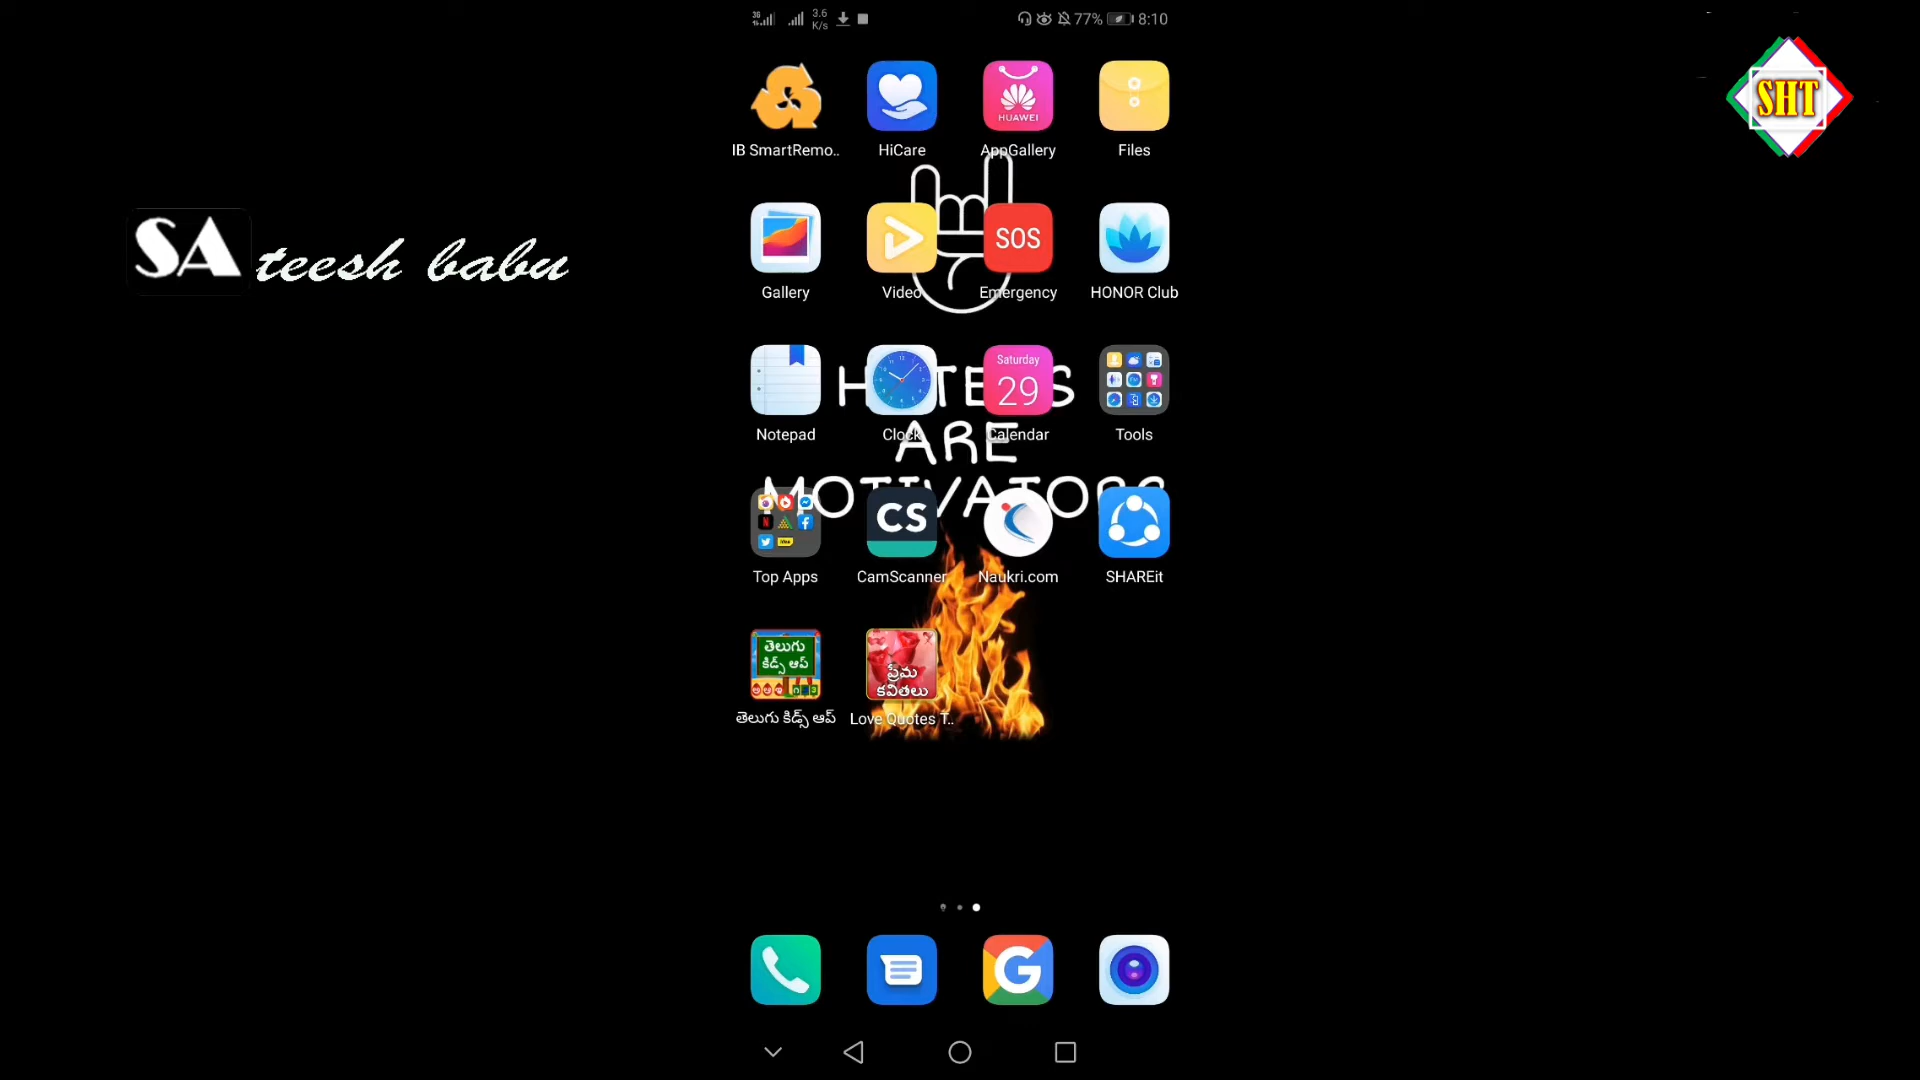 3G
3.6
K/s
77%
8:10
SHT
SA teesh babu
HUAWEI
IB SmartRemo..
HiCare
AppGallery
Files
SOS
Gallery
Video
Emergency
HONOR Club
Saturday
29
Notepad
Clock
Calendar
Tools
ARE
CS
Top Apps
CamScanner
Naukri.com
SHAREit
తెలుగు
కిడ్స్ ఆప్
ప్రేమ
కవితలు
తెలుగు కిడ్స్ ఆప్
Love Quotes T..
G